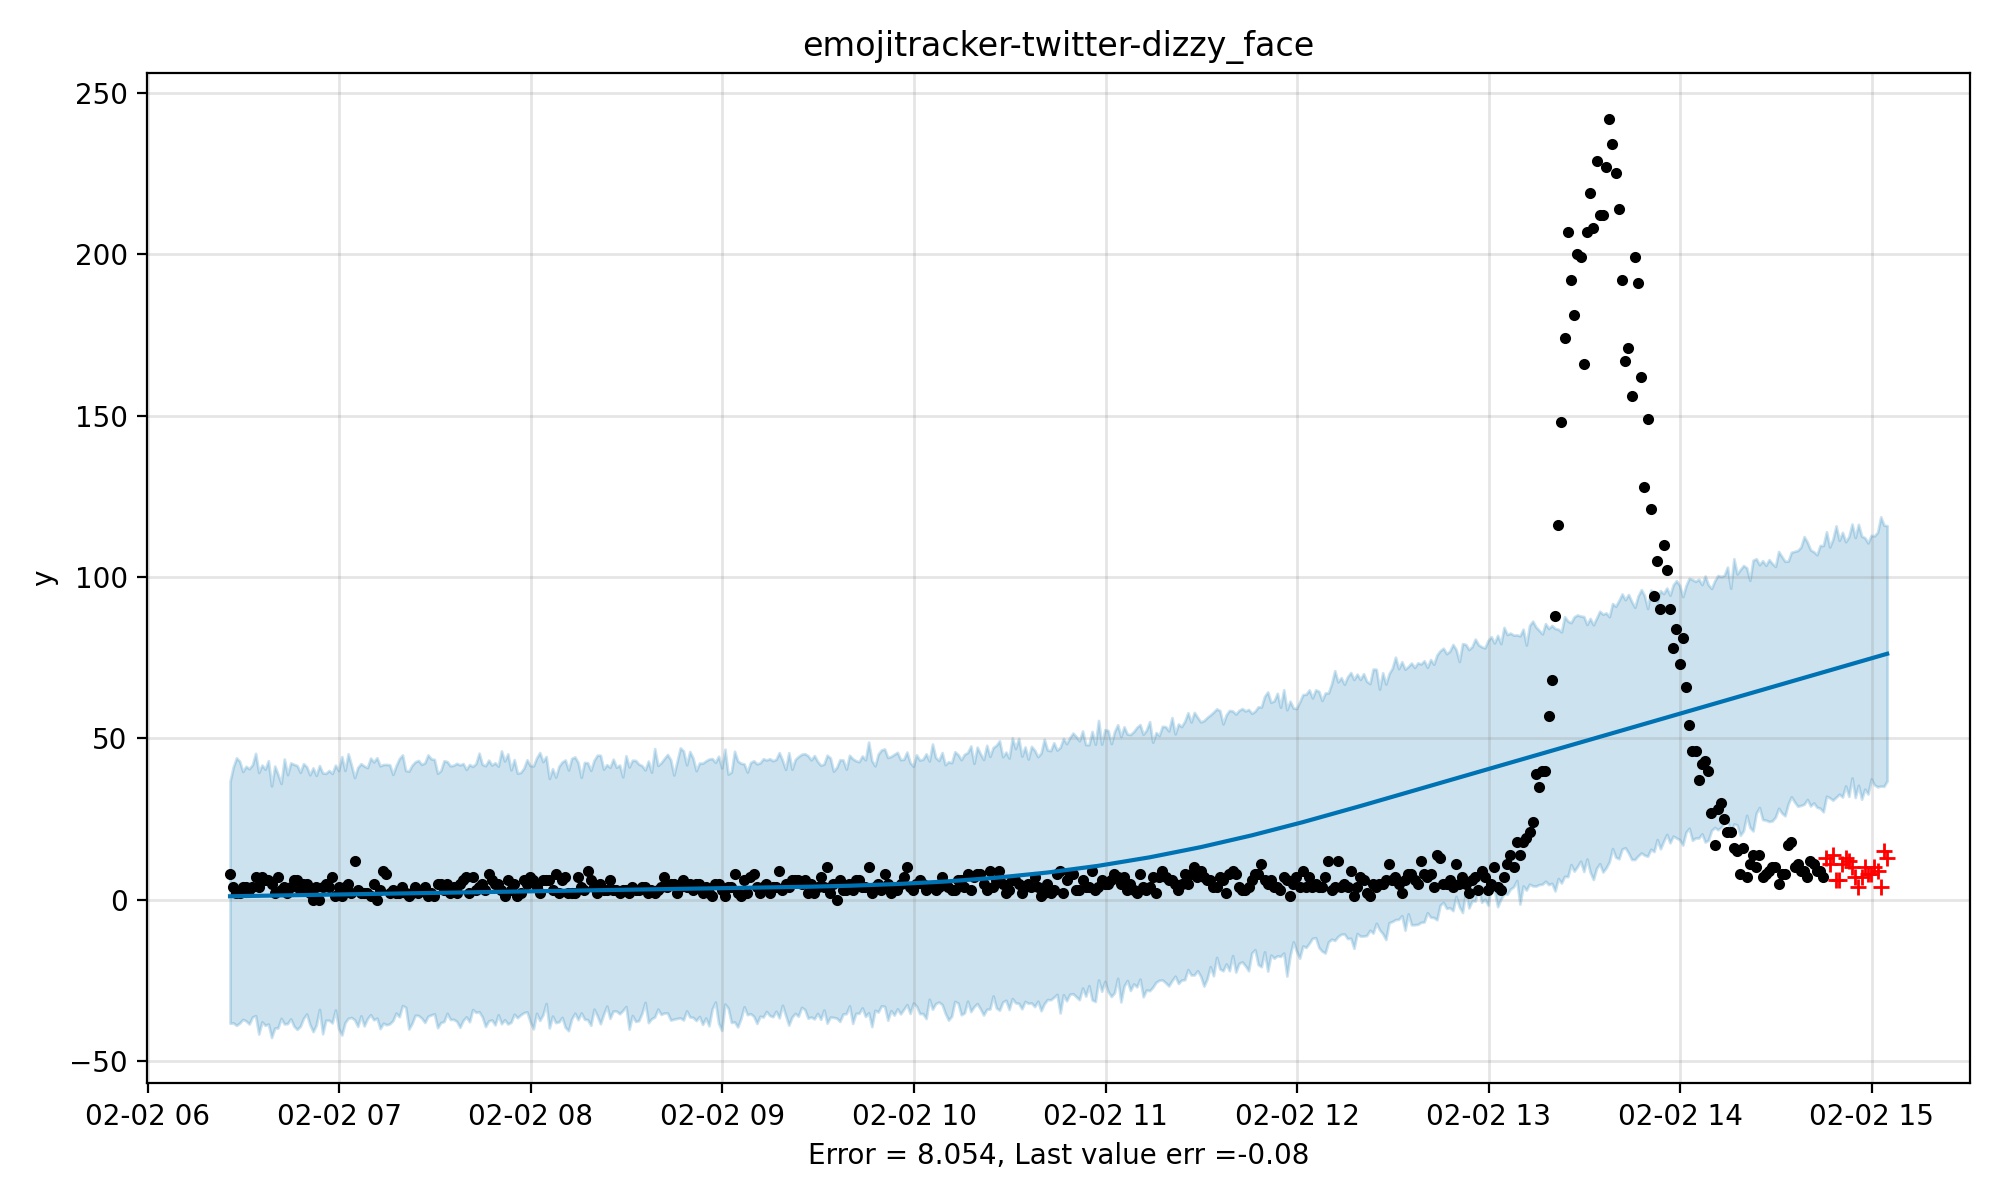 emojitracker-twitter-dizzy_face
250
200
150
100
50
0
−50
y
02-02 06 02-02 07 02-02 08 02-02 09 02-02 10 02-02 11 02-02 12 02-02 13 02-02 14 02-02 15
Error = 8.054, Last value err =-0.08